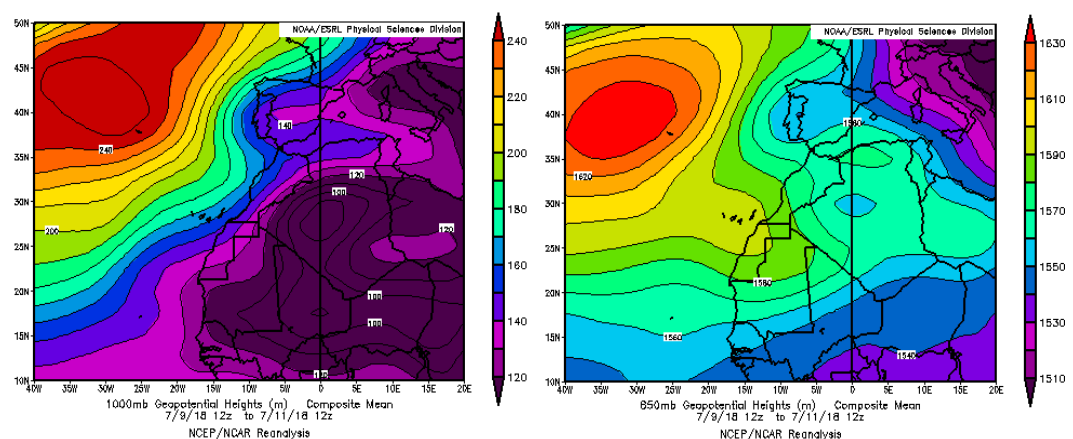 NOAA/ESRL Physical Sciences Division
50N
45N
40N
35N
30N
25N
20N
15N
10N
140
240
120
100
200
120
100
100
40W 35W 30W 25W 20W 15W 10W 5W 0 5E 10E 15E 20E
240
220
200
180
160
140
120
1000mb Geopotential Heights (m) Composite Mean
7/9/18 12z to 7/11/18 12z
NCEP/NCAR Reanalysis
NOAA/ESRL Physical Sciences Division
50N
45N
40N
35N
30N
25N
20N
15N
10N
1560
1620
1580
1560
1540
40W 35W 30W 25W 20W 15W 10W 5W 0 5E 10E 15E 20E
1630
1610
1590
1570
1550
1530
1510
850mb Geopotential Heights (m) Composite Mean
7/9/18 12z to 7/11/18 12z
NCEP/NCAR Reanalysis